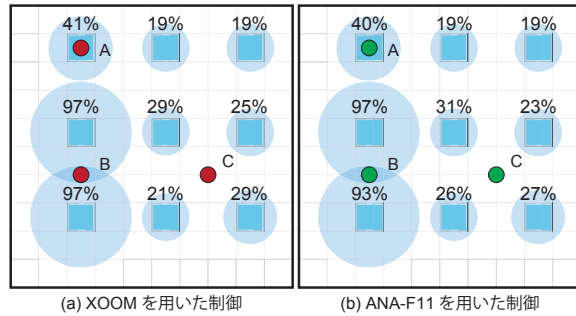 41% 19% 19%
A
97% 29% 25%
B C
97% 21% 29%
(a) XOOM を用いた制御
40% 19% 19%
A
97% 31% 23%
B C
93% 26% 27%
(b) ANA-F11 を用いた制御